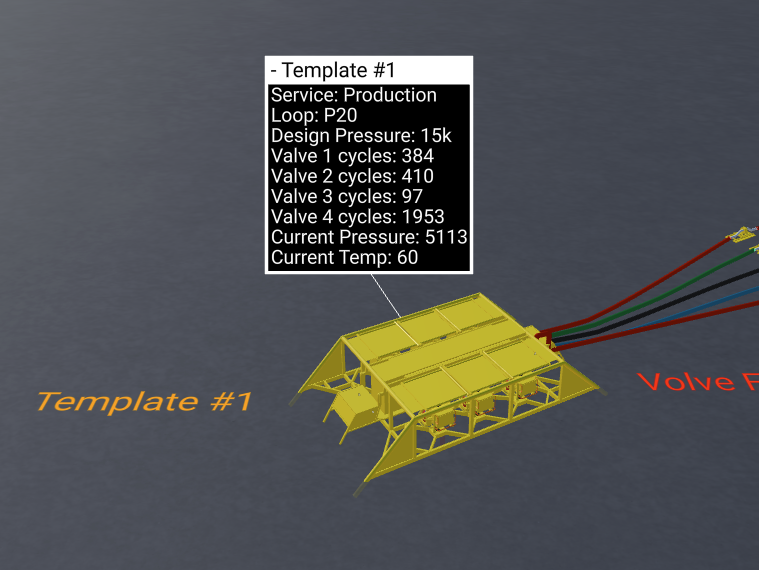 - Template #1
Service: Production
Loop: P20
Design Pressure: 15k
Valve 1 cycles: 384
Valve 2 cycles: 410
Valve 3 cycles: 97
Valve 4 cycles: 1953
Current Pressure: 5113
Current Temp: 60
Template #1
Volve F